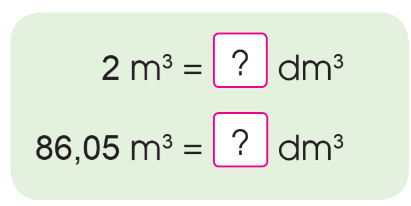 2 m³ = ? dm³
86,05 m³ = ? dm³